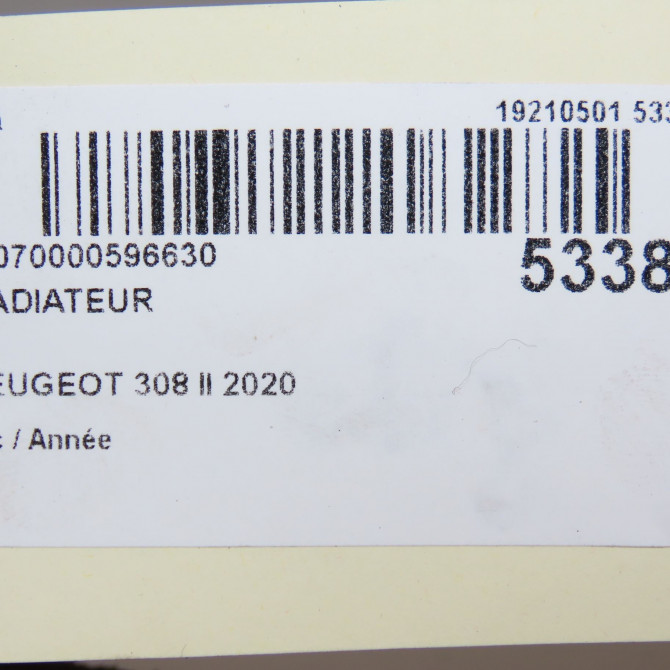 19210501 533
070000596630
5338
ADIATEUR
EUGEOT 308 II 2020
: / Année